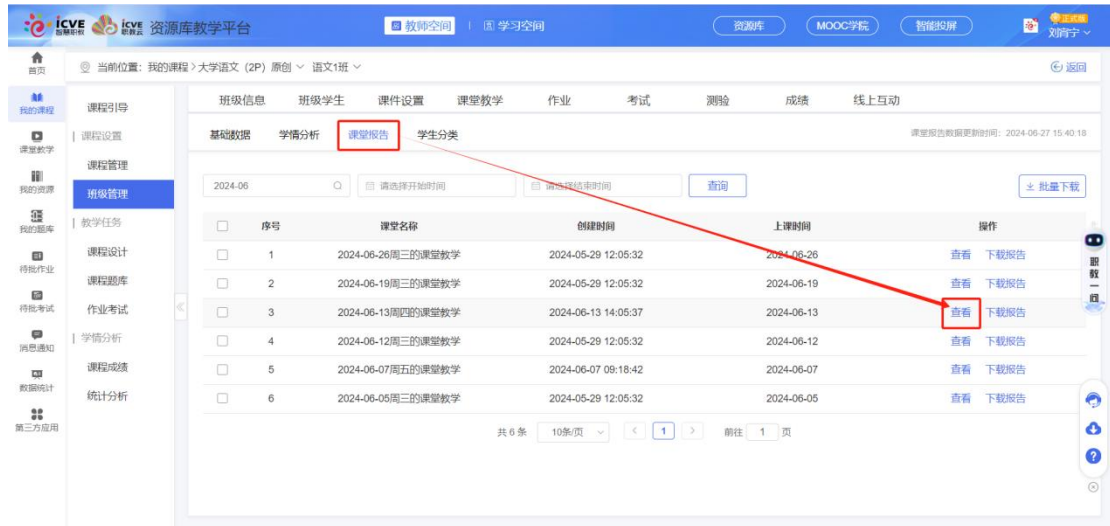 icve 智慧职教 icve 职教云 资源库教学平台 教师空间 学习空间 资源库 MOOC学院 智能投屏 正式版
刘肖宁
首页 当前位置：我的课程 > 大学语文（2P）原创 语文1班 返回
我的课程
课堂教学
我的资源
我的题库
待批作业
待批考试
消息通知
数据统计
第三方应用
课程引导
课程设置
课程管理
班级管理
教学任务
课程设计
课程题库
作业考试
学情分析
课程成绩
统计分析
班级信息 班级学生 课件设置 课堂教学 作业 考试 测验 成绩 线上互动
基础数据 学情分析 课堂报告 学生分类 课堂报告数据更新时间：2024-06-27 15:40:18
2024-06 请选择开始时间 请选择结束时间 查询 批量下载
序号 课堂名称 创建时间 上课时间 操作
1 2024-06-26周三的课堂教学 2024-05-29 12:05:32 2024-06-26 查看 下载报告
2 2024-06-19周三的课堂教学 2024-05-29 12:05:32 2024-06-19 查看 下载报告
3 2024-06-13周四的课堂教学 2024-06-13 14:05:37 2024-06-13 查看 下载报告
4 2024-06-12周三的课堂教学 2024-05-29 12:05:32 2024-06-12 查看 下载报告
5 2024-06-07周五的课堂教学 2024-06-07 09:18:42 2024-06-07 查看 下载报告
6 2024-06-05周三的课堂教学 2024-05-29 12:05:32 2024-06-05 查看 下载报告
共 6 条 10条/页 1 前往 1 页
职教一问